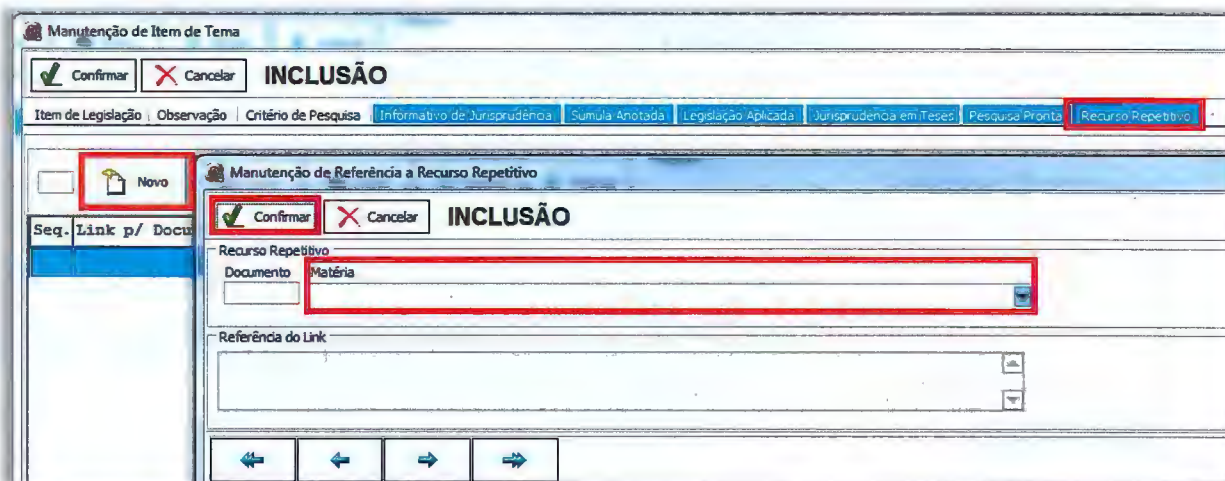 Manutenção de Item de Tema
Confirmar Cancelar INCLUSÃO
Item de Legislação Observação Critério de Pesquisa Informativo de Jurisprudência Súmula Anotada Legislação Aplicada Jurisprudência em Teses Pesquisa Pronta Recurso Repetitivo
Novo
Manutenção de Referência a Recurso Repetitivo
Confirmar Cancelar INCLUSÃO
Seq. Link p/ Docu
Recurso Repetitivo
Documento Matéria
Referência do Link